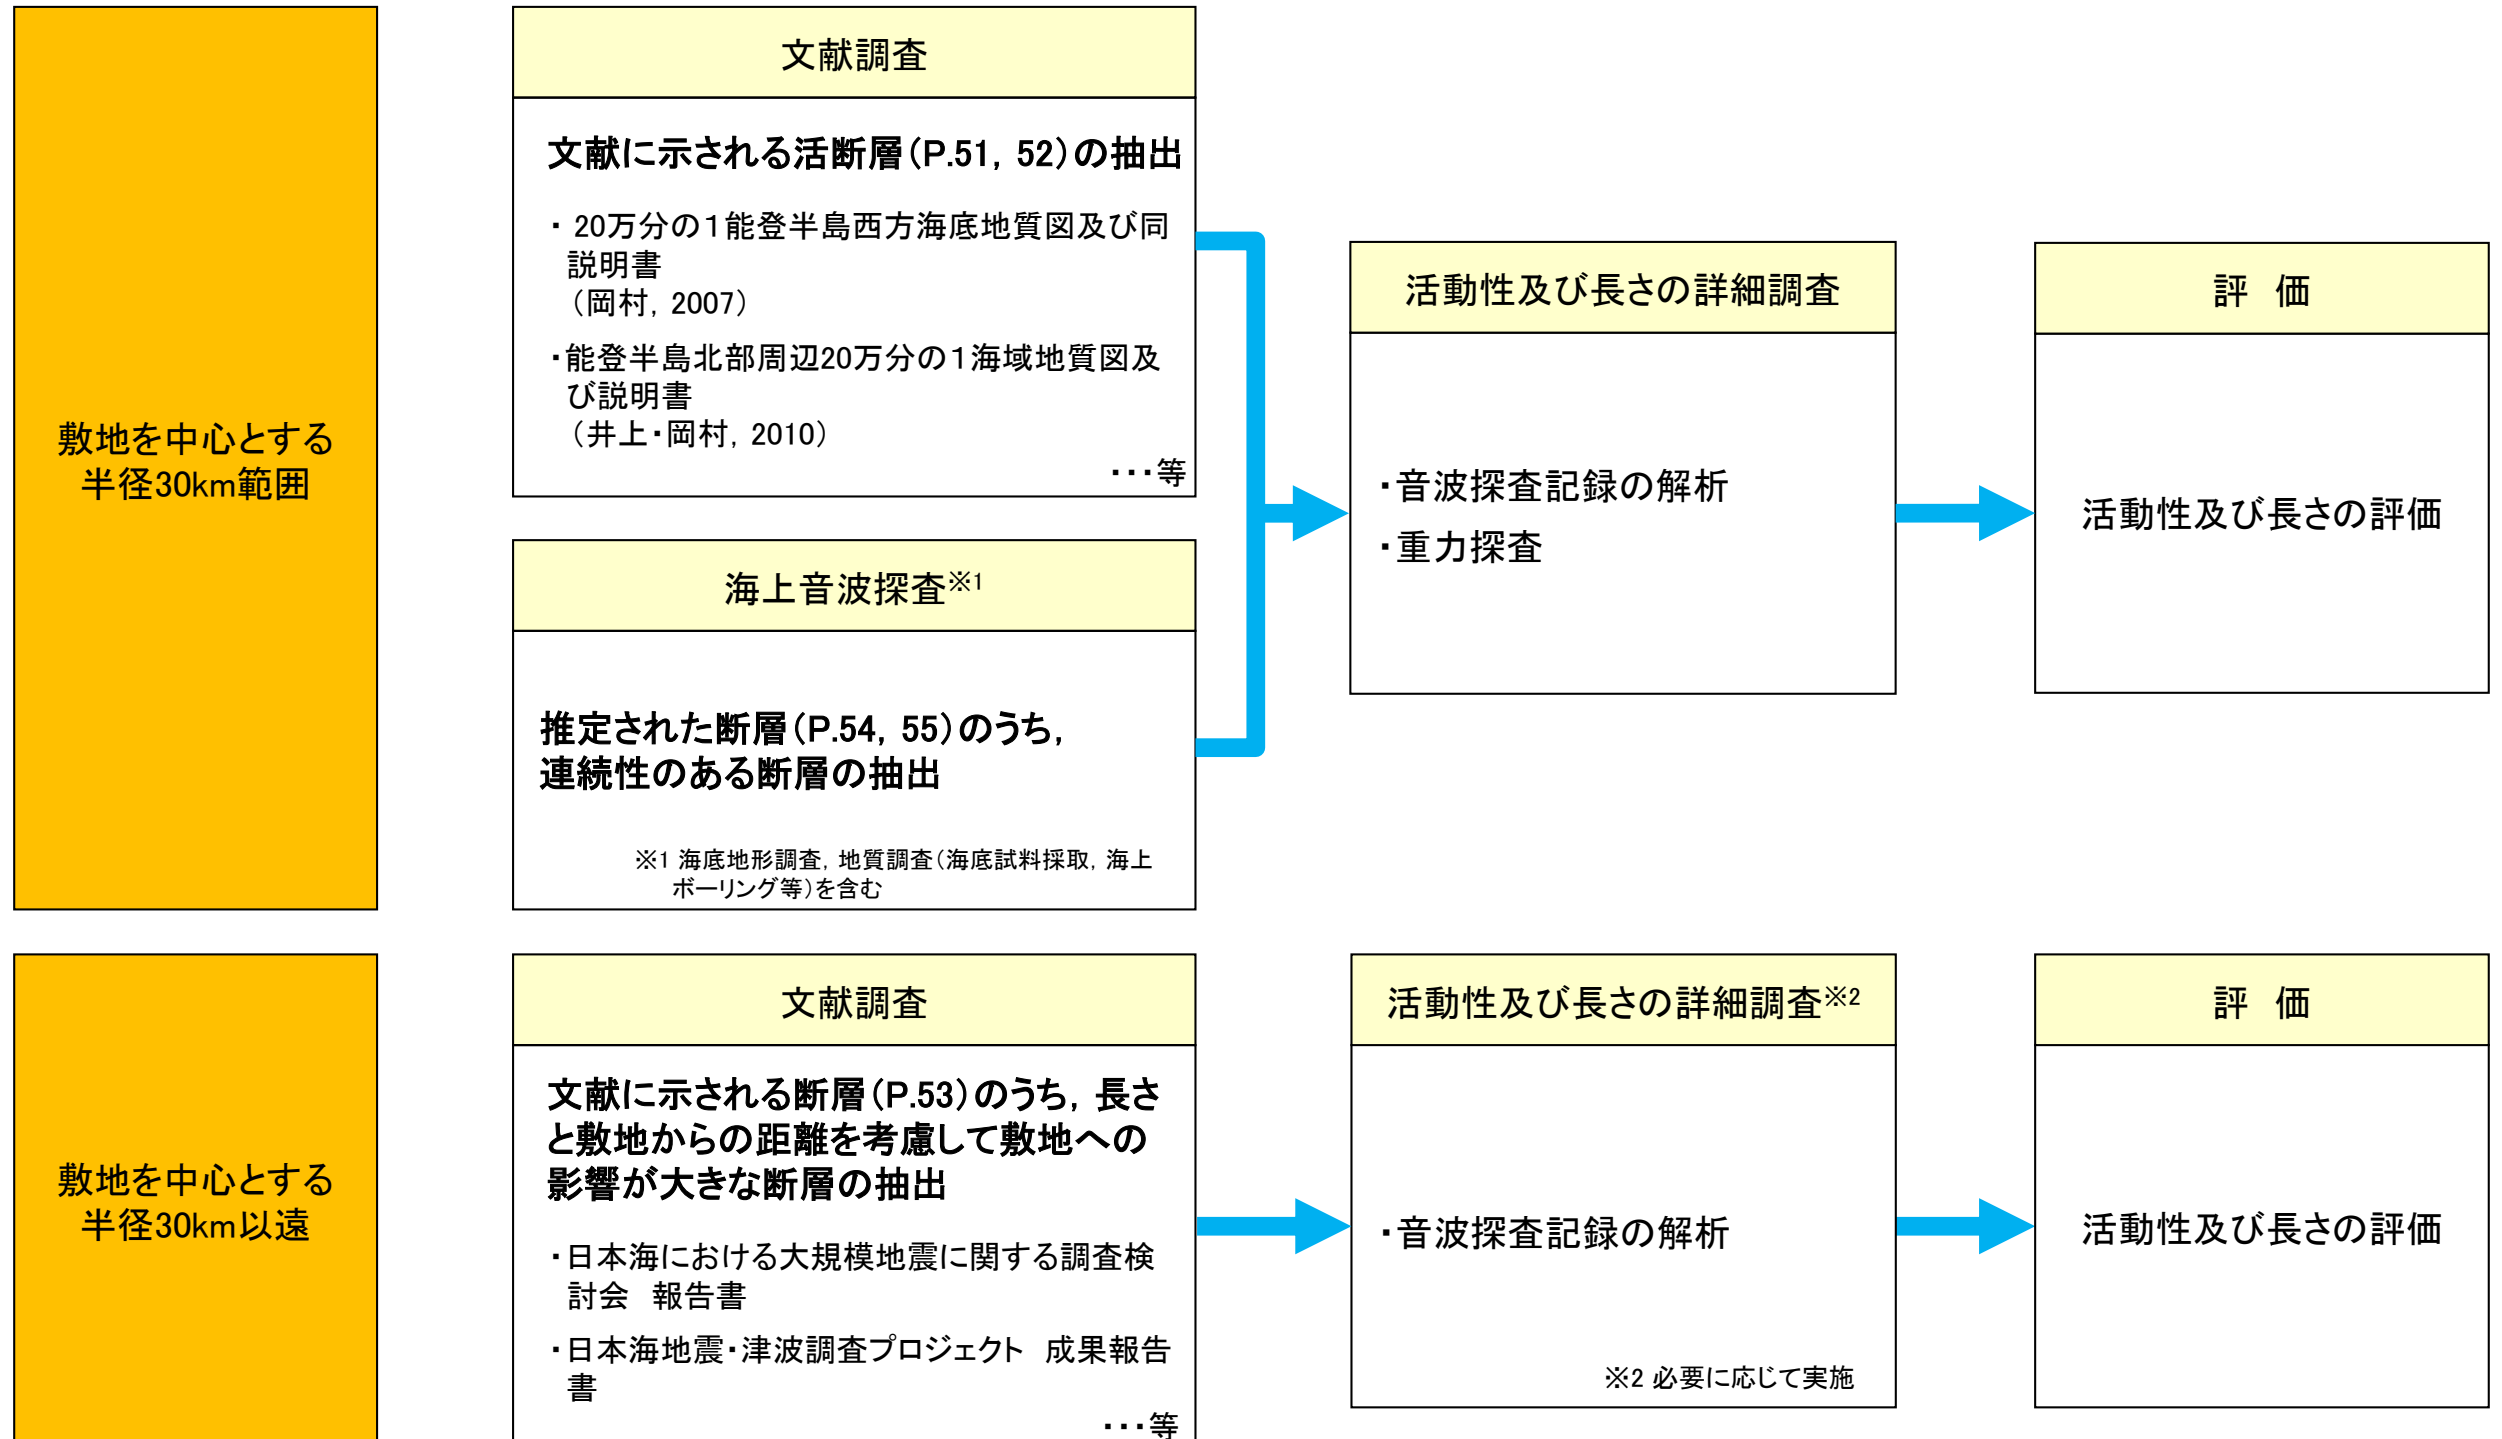 敷地を中心とする
半径30km範囲
文献調査
文献に示される活断層（P.51, 52）の抽出
・ 20万分の１能登半島西方海底地質図及び同
説明書
（岡村, 2007）
・能登半島北部周辺20万分の１海域地質図及
び説明書
（井上・岡村, 2010）
・・・等
海上音波探査※1
推定された断層（P.54, 55）のうち,
連続性のある断層の抽出
※1 海底地形調査, 地質調査（海底試料採取, 海上
ボーリング等）を含む
活動性及び長さの詳細調査
・音波探査記録の解析
・重力探査
評　価
活動性及び長さの評価
敷地を中心とする
半径30km以遠
文献調査
文献に示される断層（P.53）のうち, 長さ
と敷地からの距離を考慮して敷地への
影響が大きな断層の抽出
・日本海における大規模地震に関する調査検
討会　報告書
・日本海地震・津波調査プロジェクト　成果報告
書
・・・等
活動性及び長さの詳細調査※2
・音波探査記録の解析
※2 必要に応じて実施
評　価
活動性及び長さの評価